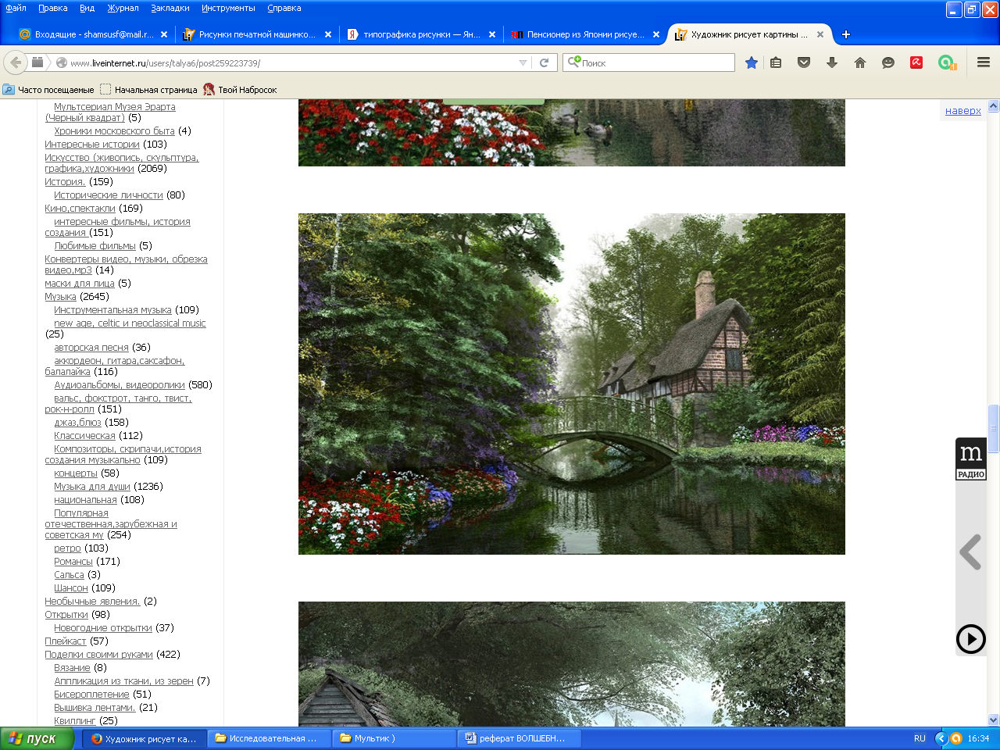 Файл Правка Вид Журнал Закладки Инструменты Справка
Входящие - shamsusf@mail.r...
Рисунки печатной машинко...
Я типографика рисунки — Ян...
ЯП Пенсионер из Японии рисуе...
Художник рисует картины ...
www.liveinternet.ru/users/talya6/post259223739/
Поиск
1
Часто посещаемые Начальная страница Твой Набросок
наверх
Мультсериал Музея Эрарта
(Черный квадрат) (5)
Хроники московского быта (4)
Интересные истории (103)
Искусство (живопись, скульптура,
графика,художники (2069)
История. (159)
Исторические личности (80)
Кино,спектакли (169)
интересные фильмы, история
создания (151)
Любимые фильмы (5)
Конвертеры видео, музыки, обрезка
видео,мр3 (14)
маски для лица (5)
Музыка (2645)
Инструментальная музыка (109)
new age, celtic и neoclassical music
(25)
авторская песня (36)
аккордеон, гитара,саксафон,
балалайка (116)
Аудиоальбомы, видеоролики (580)
вальс, фокстрот, танго, твист,
рок-н-ролл (151)
джаз,блюз (158)
Классическая (112)
Композиторы, скрипачи,история
создания музыкально (109)
концерты (58)
Музыка для души (1236)
национальная (108)
Популярная
отечественная,зарубежная и
советская му (254)
ретро (103)
Романсы (171)
Сальса (3)
Шансон (109)
Необычные явления. (2)
Открытки (98)
Новогодние открытки (37)
Плейкаст (57)
Поделки своими руками (422)
Вязание (8)
Аппликация из ткани, из зерен (7)
Бисероплетение (51)
Вышивка лентами. (21)
Квиллинг (25)
m
РАДИО
пуск
Художник рисует ка...
Исследовательная ...
Мультик )
реферат ВОЛШЕБН...
RU
16:34